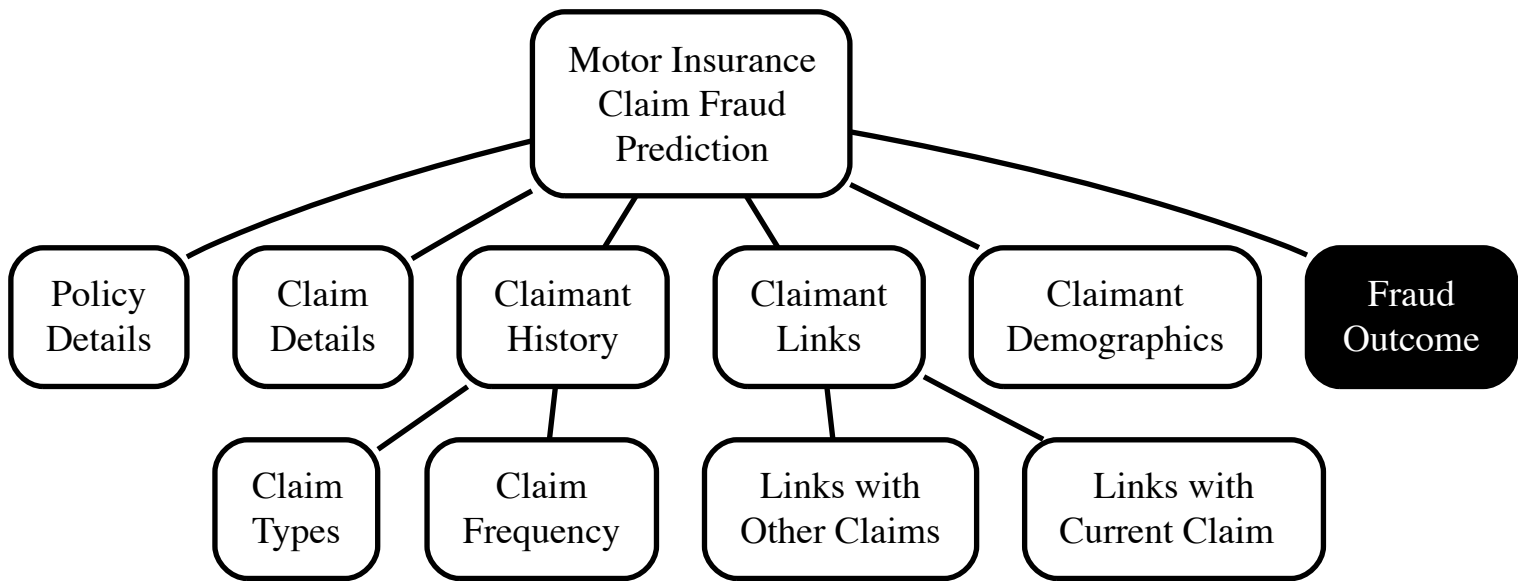 Motor Insurance
Claim Fraud
Prediction
Policy
Details
Claim
Details
Claimant
History
Claimant
Links
Claimant
Demographics
Fraud
Outcome
Claim
Types
Claim
Frequency
Links with
Other Claims
Links with
Current Claim